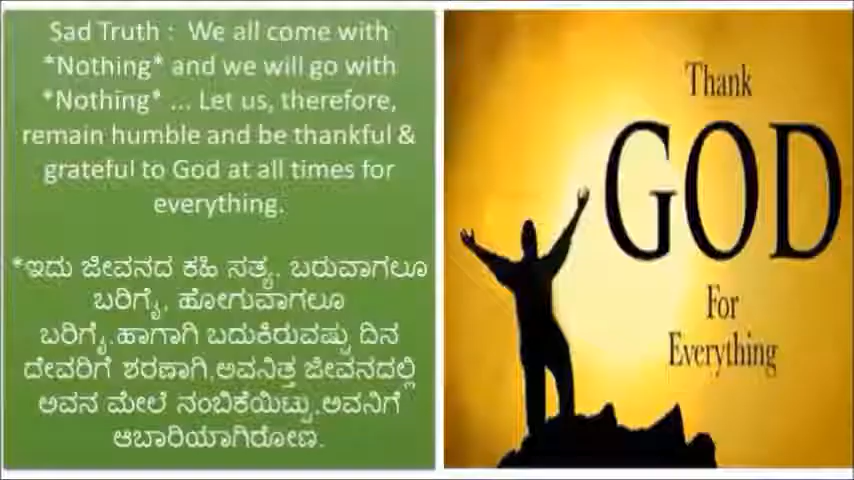 Sad Truth :  We all come with
*Nothing* and we will go with
*Nothing* ... Let us, therefore,
remain humble and be thankful &
grateful to God at all times for
everything.
*ಇದು ಜೀವನದ ಕಹಿ ಸತ್ಯ. ಬರುವಾಗಲೂ
ಬರಿಗೈ, ಹೋಗುವಾಗಲೂ
ಬರಿಗೈ.ಹಾಗಾಗಿ ಬದುಕಿರುವಷ್ಟು ದಿನ
ದೇವರಿಗೆ ಶರಣಾಗಿ.ಅವನಿತ್ತ ಜೀವನದಲ್ಲಿ
ಅವನ ಮೇಲೆ ನಂಬಿಕೆಯಿಟ್ಟು.ಅವನಿಗೆ
ಆಬಾರಿಯಾಗಿರೋಣ.
Thank
GOD
For
Everything